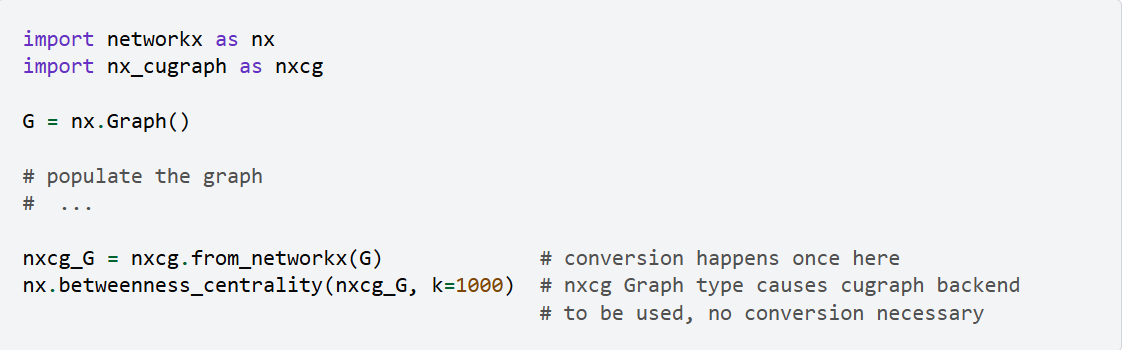 import networkx as nx
import nx_cugraph as nxcg
G = nx.Graph()
# populate the graph
#  ...
nxcg_G = nxcg.from_networkx(G)             # conversion happens once here
nx.betweenness_centrality(nxcg_G, k=1000)  # nxcg Graph type causes cugraph backend
                                           # to be used, no conversion necessary